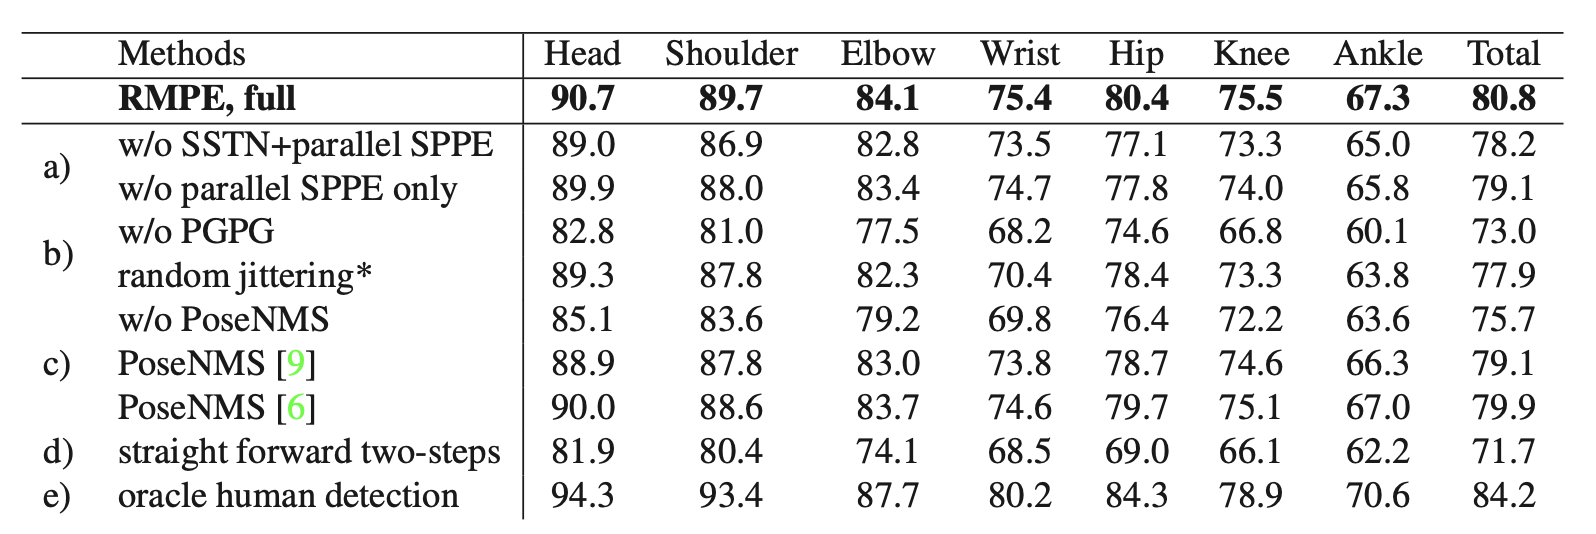 Methods Head Shoulder Elbow Wrist Hip Knee Ankle Total
RMPE, full 90.7 89.7 84.1 75.4 80.4 75.5 67.3 80.8
a) w/o SSTN+parallel SPPE 89.0 86.9 82.8 73.5 77.1 73.3 65.0 78.2
w/o parallel SPPE only 89.9 88.0 83.4 74.7 77.8 74.0 65.8 79.1
b) w/o PGPG 82.8 81.0 77.5 68.2 74.6 66.8 60.1 73.0
random jittering* 89.3 87.8 82.3 70.4 78.4 73.3 63.8 77.9
w/o PoseNMS 85.1 83.6 79.2 69.8 76.4 72.2 63.6 75.7
c) PoseNMS [9] 88.9 87.8 83.0 73.8 78.7 74.6 66.3 79.1
PoseNMS [6] 90.0 88.6 83.7 74.6 79.7 75.1 67.0 79.9
d) straight forward two-steps 81.9 80.4 74.1 68.5 69.0 66.1 62.2 71.7
e) oracle human detection 94.3 93.4 87.7 80.2 84.3 78.9 70.6 84.2